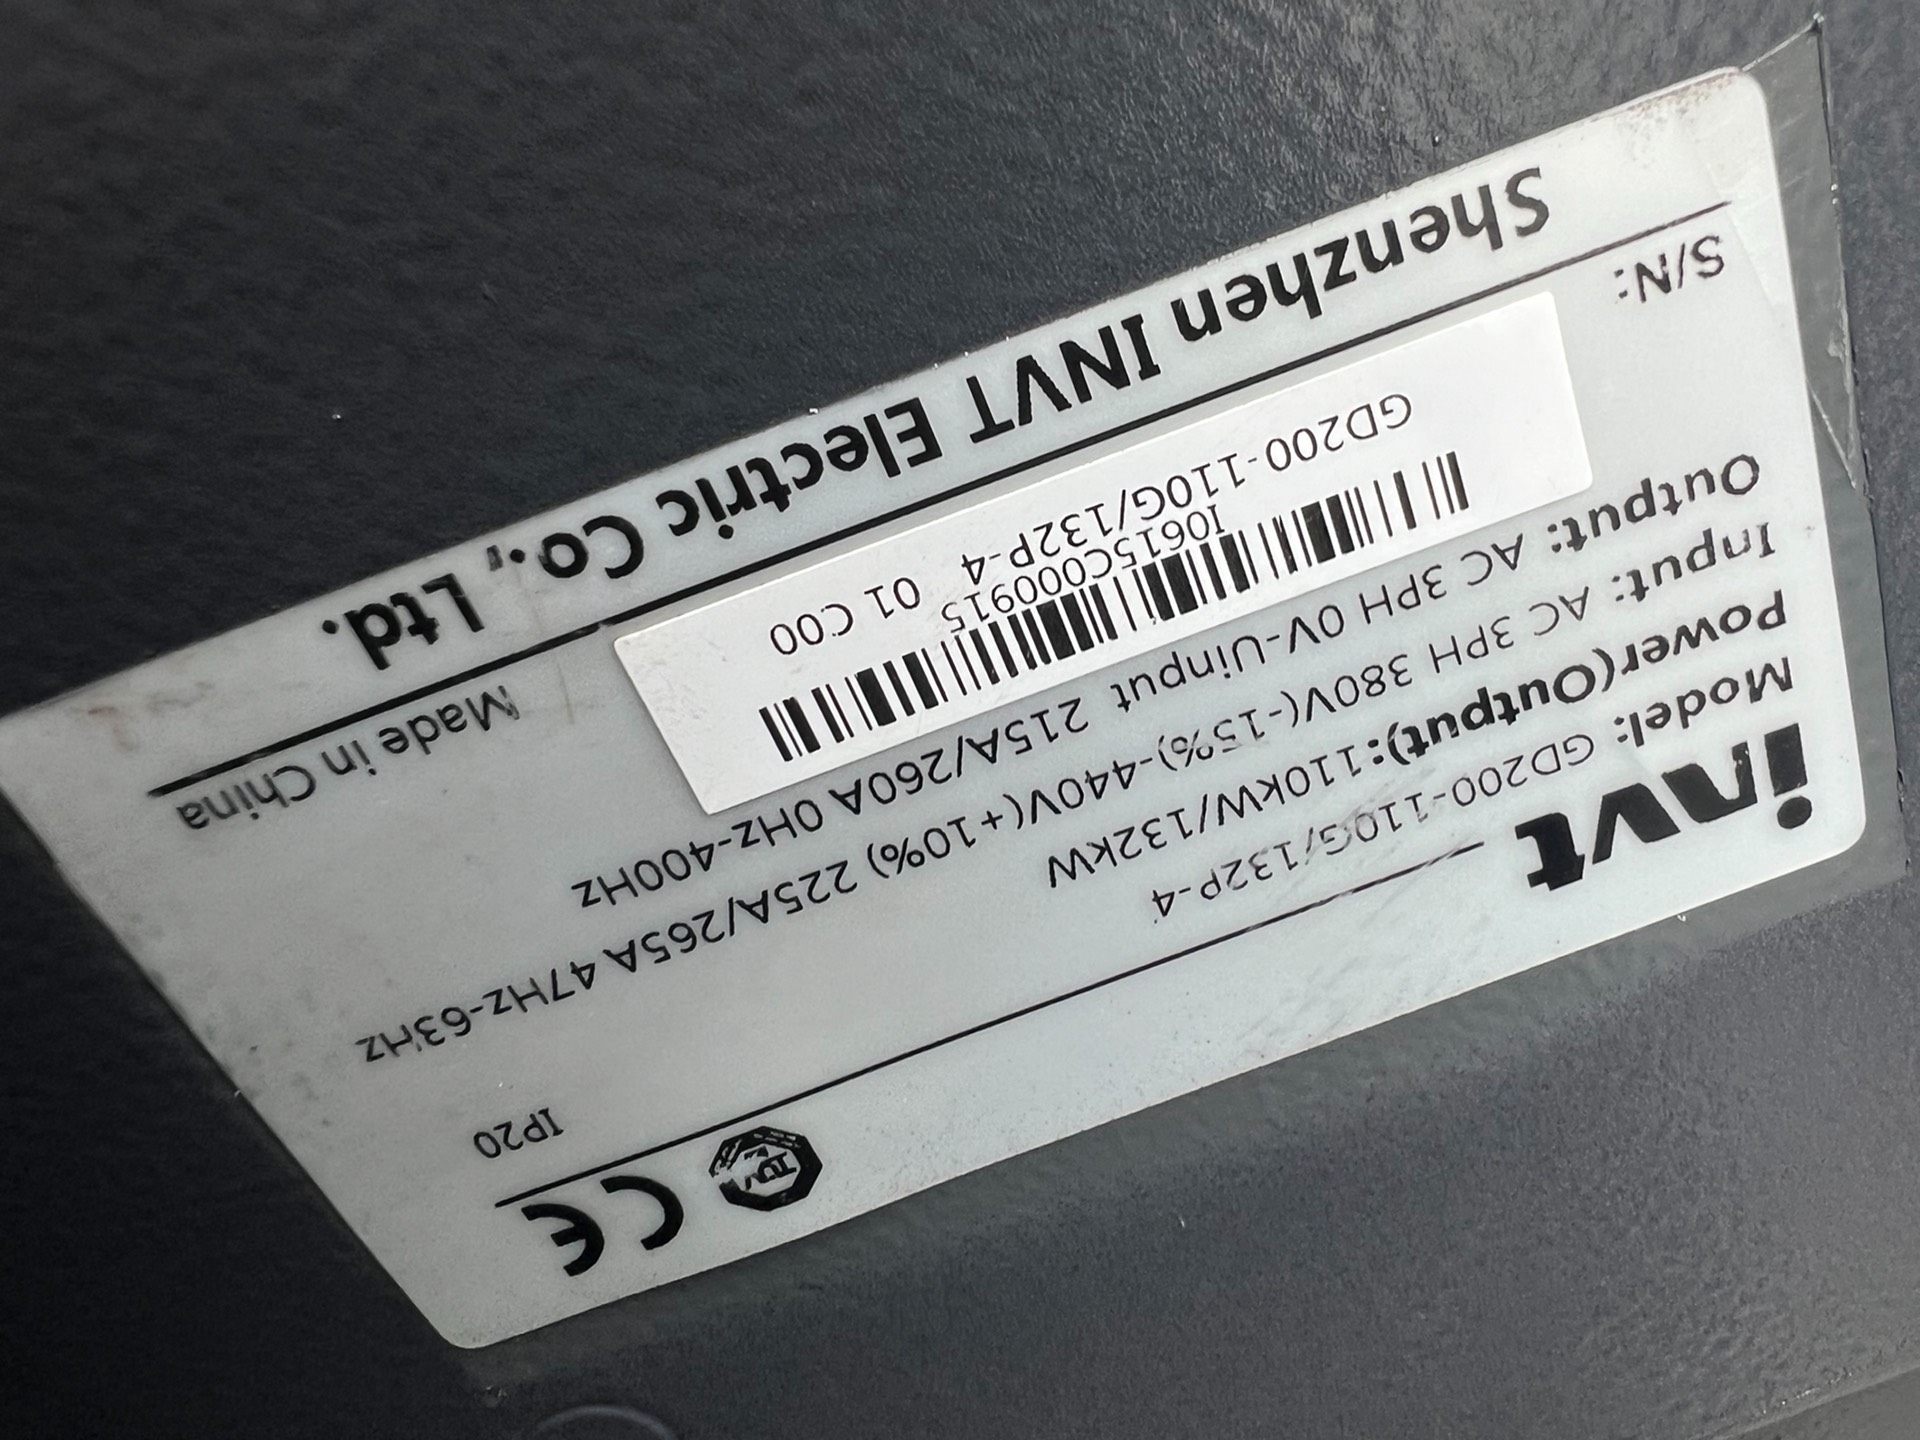 invt
TUV
CE
IP20
Model: GD200-110G/132P-4
Power(Output):110kW/132kW
Input: AC 3PH 380V(-15%)-440V(+10%) 225A/265A 47Hz-63Hz
Output: AC 3PH 0V-Uinput 215A/260A 0Hz-400Hz
S/N:
I0615C000915
GD200-110G/132P-4 01 C00
Made in China
Shenzhen INVT Electric Co., Ltd.